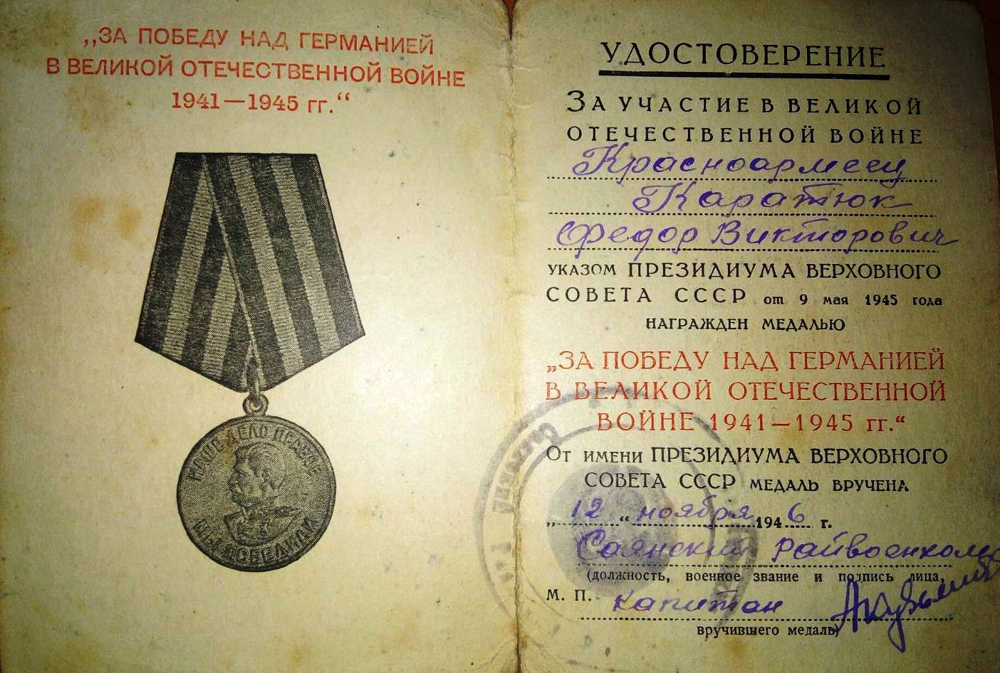 „ЗА ПОБЕДУ НАД ГЕРМАНИЕЙ
В ВЕЛИКОЙ ОТЕЧЕСТВЕННОЙ ВОЙНЕ
1941—1945 гг.“
НАШЕ ДЕЛО ПРАВОЕ
МЫ ПОБЕДИЛИ
УДОСТОВЕРЕНИЕ
ЗА УЧАСТИЕ В ВЕЛИКОЙ
ОТЕЧЕСТВЕННОЙ ВОЙНЕ
Красноармеец
Каратюк
Федор Викторович
УКАЗОМ ПРЕЗИДИУМА ВЕРХОВНОГО
СОВЕТА СССР от 9 мая 1945 года
НАГРАЖДЕН МЕДАЛЬЮ
„ЗА ПОБЕДУ НАД ГЕРМАНИЕЙ
В ВЕЛИКОЙ ОТЕЧЕСТВЕННОЙ
ВОЙНЕ 1941—1945 гг.“
От имени ПРЕЗИДИУМА ВЕРХОВНОГО
СОВЕТА СССР МЕДАЛЬ ВРУЧЕНА
„12“ ноября 1946 г.
Саянский Райвоенком
(должность, военное звание и подпись лица,
М. П. капитан
вручившего медаль)